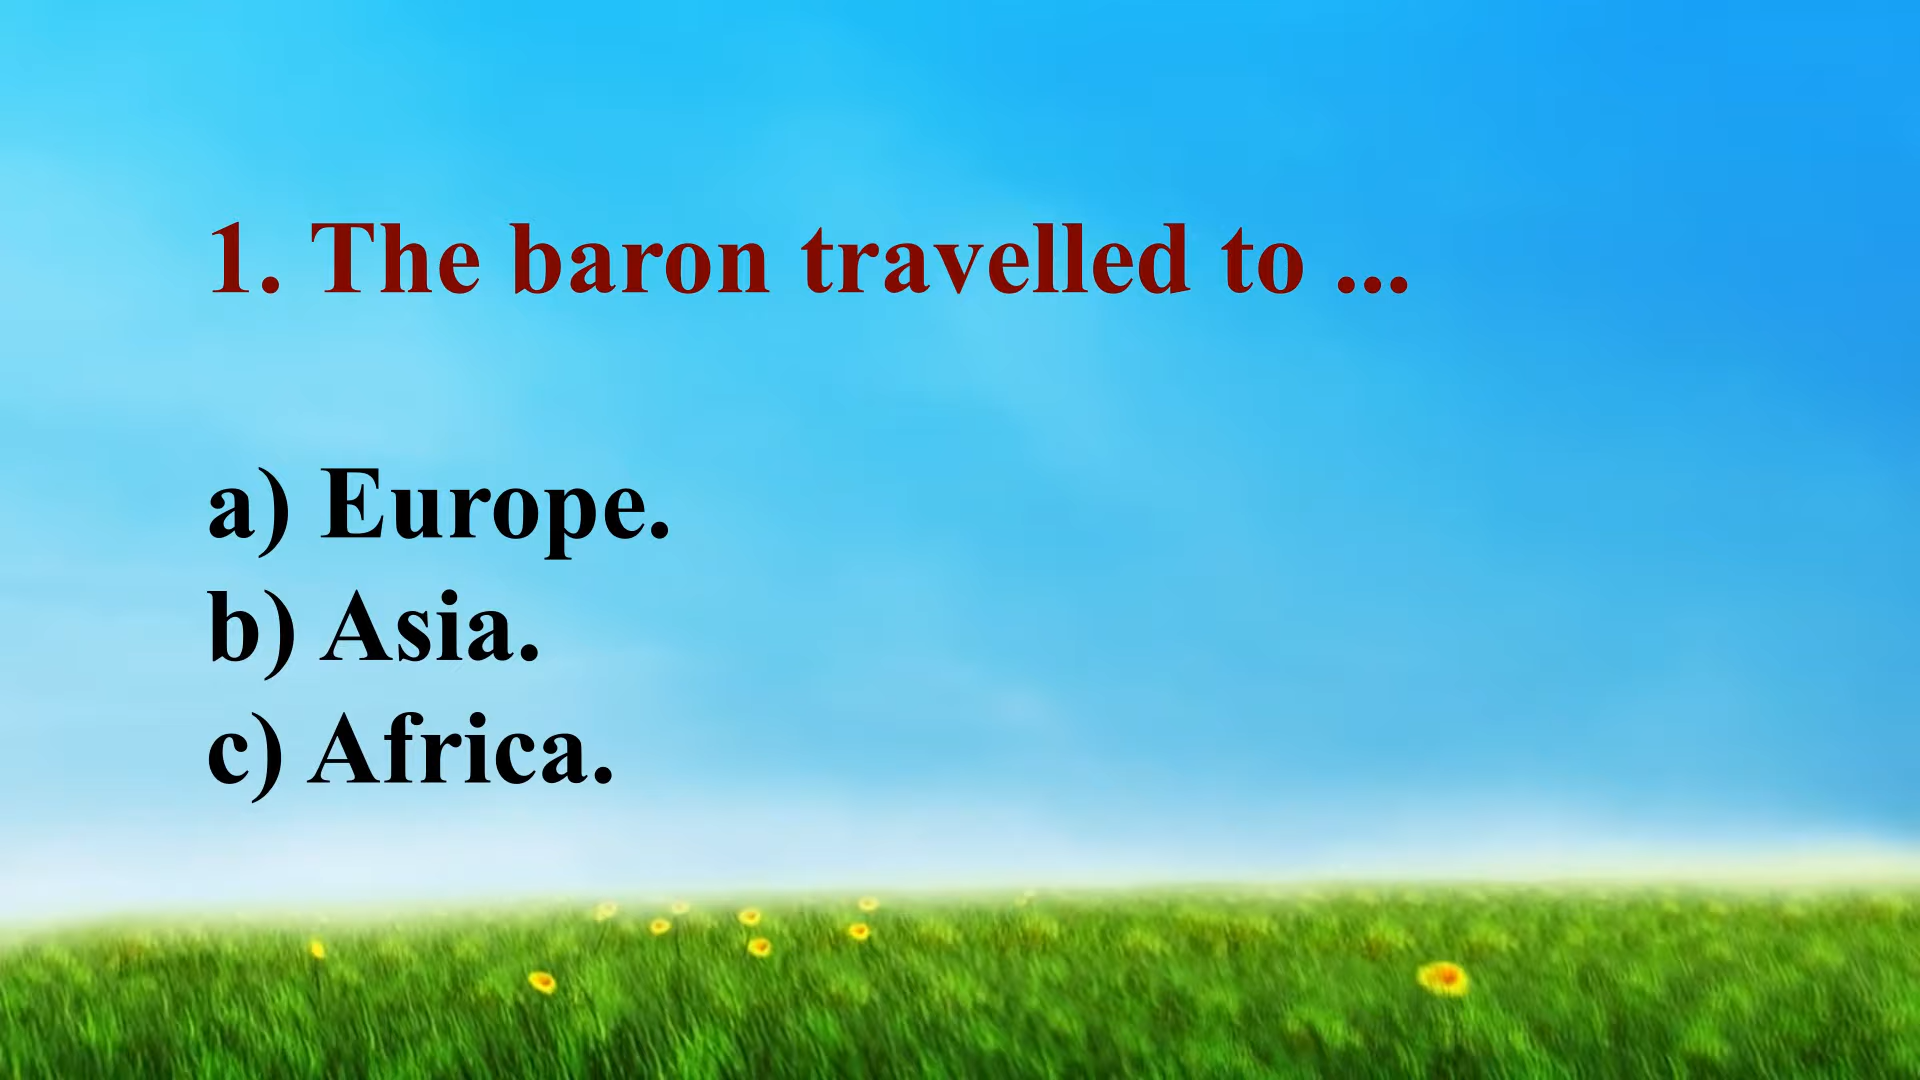 1. The baron travelled to ...
a) Europe.
b) Asia.
c) Africa.